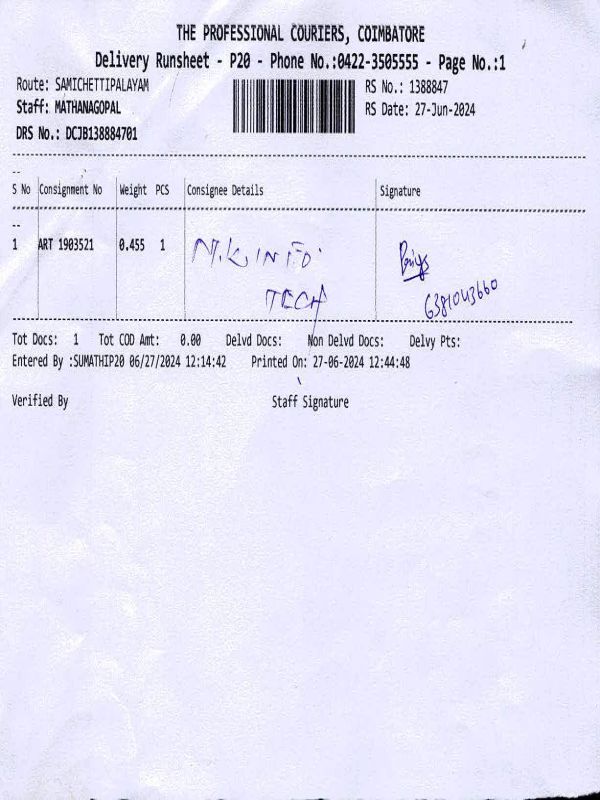 THE PROFESSIONAL COURIERS, COIMBATORE
Delivery Runsheet - P20 - Phone No.:0422-3505555 - Page No.:1
Route: SAMICHETTIPALAYAM
RS No.: 1388847
Staff: MATHANAGOPAL
RS Date: 27-Jun-2024
DRS No.: DCJB138884701
S No Consignment No Weight PCS Consignee Details Signature
1 ART 1903521 0.455 1 N.K. INFO
TECH
6381043660
Tot Docs: 1 Tot COD Amt: 0.00 Delvd Docs: Non Delvd Docs: Delvy Pts:
Entered By :SUMATHIP20 06/27/2024 12:14:42 Printed On: 27-06-2024 12:44:48
Verified By Staff Signature